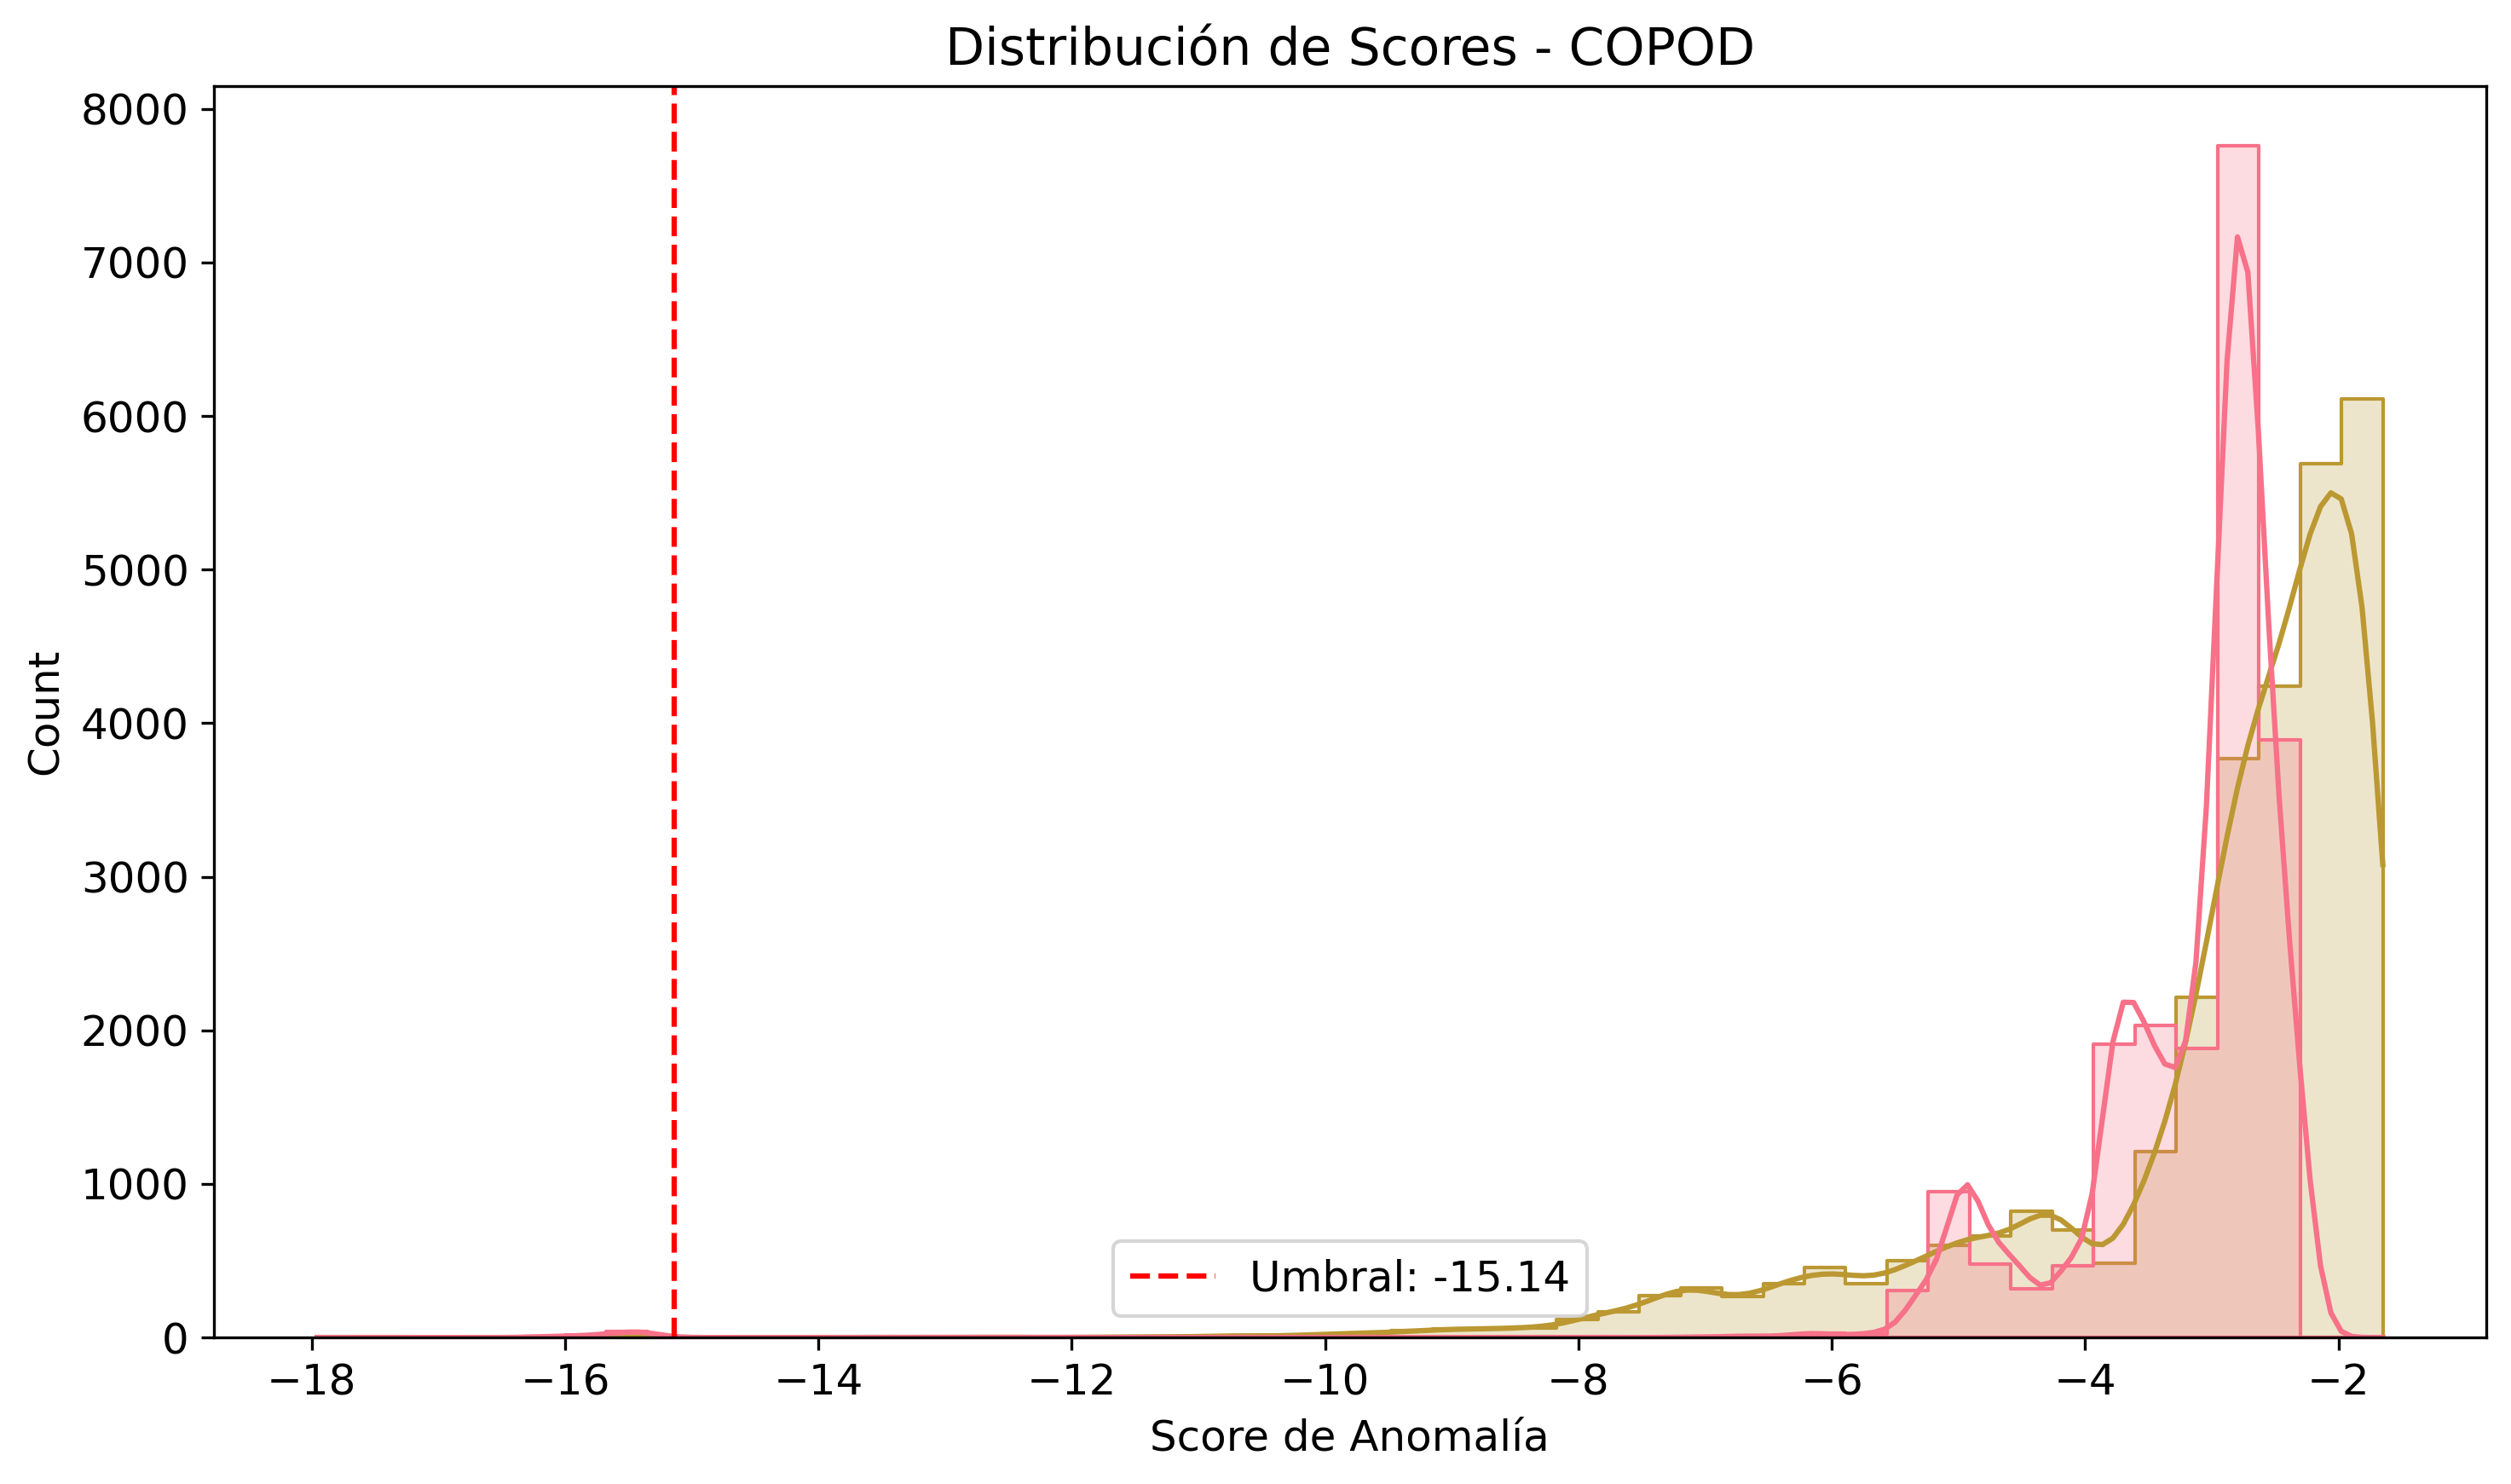 Distribución de Scores - COPOD
8000
7000
6000
5000
4000
3000
2000
1000
0
Count
Umbral: -15.14
−18 −16 −14 −12 −10 −8 −6 −4 −2
Score de Anomalía